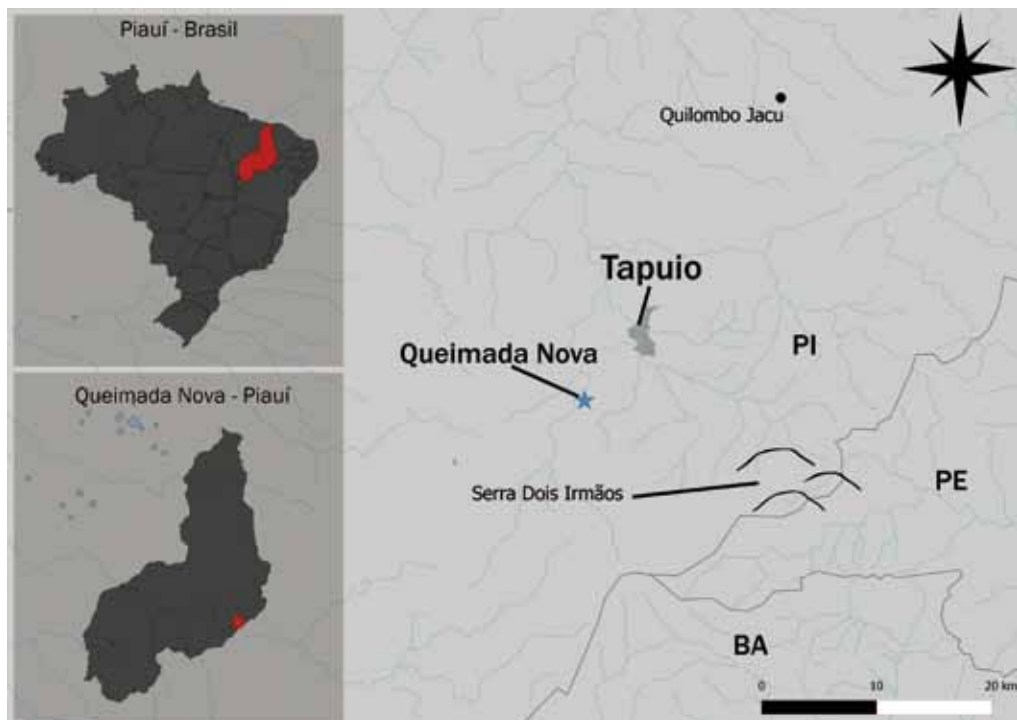 Piauí - Brasil
Queimada Nova - Piauí
Quilombo Jacu
Tapuio
Queimada Nova
PI
Serra Dois Irmãos
PE
BA
0 10 20 km